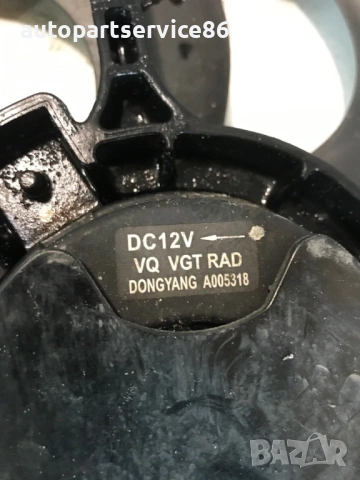 autopartservice86
DC12V
VQ VGT RAD
DONGYANG A005318
BAZAR